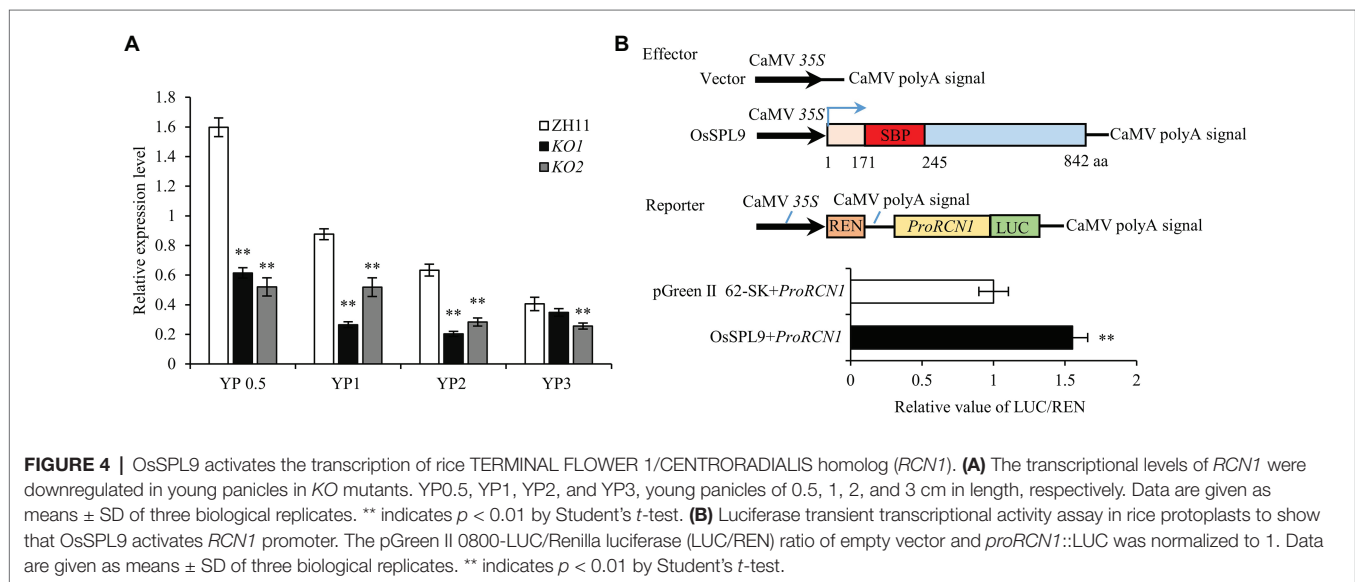 A
Relative expression level
1.8
1.6
1.4
1.2
1
0.8
0.6
0.4
0.2
0
** **
** **
** **
**
YP 0.5 YP1 YP2 YP3
ZH11
KO1
KO2
B
Effector
CaMV 35S
Vector CaMV polyA signal
CaMV 35S
OsSPL9 SBP CaMV polyA signal
1 171 245 842 aa
Reporter
CaMV 35S CaMV polyA signal
REN ProRCN1 LUC CaMV polyA signal
pGreen II 62-SK+ProRCN1
OsSPL9+ProRCN1 **
0 0.5 1 1.5 2
Relative value of LUC/REN
FIGURE 4 | OsSPL9 activates the transcription of rice TERMINAL FLOWER 1/CENTRORADIALIS homolog (RCN1). (A) The transcriptional levels of RCN1 were
downregulated in young panicles in KO mutants. YP0.5, YP1, YP2, and YP3, young panicles of 0.5, 1, 2, and 3 cm in length, respectively. Data are given as
means ± SD of three biological replicates. ** indicates p < 0.01 by Student's t-test. (B) Luciferase transient transcriptional activity assay in rice protoplasts to show
that OsSPL9 activates RCN1 promoter. The pGreen II 0800-LUC/Renilla luciferase (LUC/REN) ratio of empty vector and proRCN1::LUC was normalized to 1. Data
are given as means ± SD of three biological replicates. ** indicates p < 0.01 by Student's t-test.